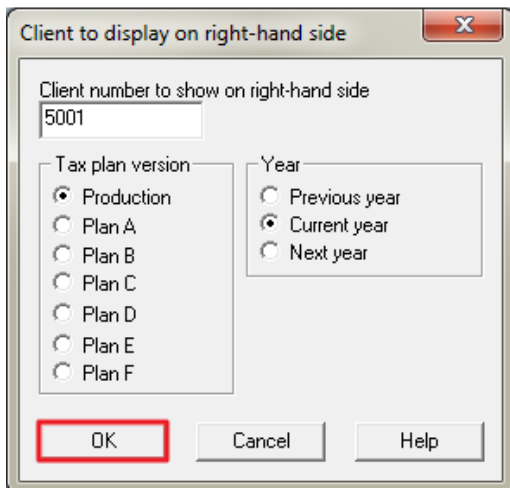 Client to display on right-hand side
Client number to show on right-hand side
5001
Tax plan version
Production
Plan A
Plan B
Plan C
Plan D
Plan E
Plan F
Year
Previous year
Current year
Next year
OK Cancel Help